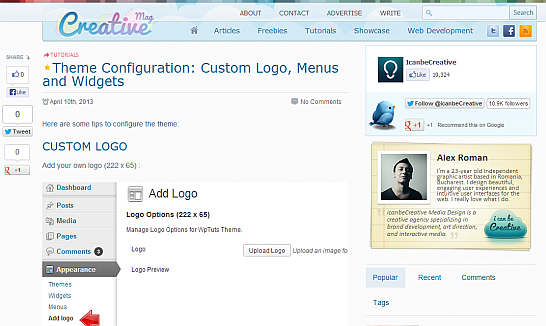 Creative Mag
ABOUT CONTACT ADVERTISE WRITE
Search
Articles Freebies Tutorials Showcase Web Development
SHARE
0
Like
0
Tweet
0
+1
TUTORIALS
Theme Configuration: Custom Logo, Menus
and Widgets
April 10th, 2013
No Comments
Here are some tips to configure the theme:
CUSTOM LOGO
Add your own logo (222 x 65) :
Dashboard
Posts
Media
Pages
Comments
Appearance
Themes
Widgets
Menus
Add logo
Add Logo
Logo Options (222 x 65)
Manage Logo Options for WpTuts Theme.
Logo
Upload Logo
Upload an image fo
Logo Preview
IcanbeCreative
Like 19,324
Follow @icanbeCreative 10.9K followers
+1 +1 Recommend this on Google
Alex Roman
I'm a 23-year old independent
graphic artist based in Romania,
Bucharest. I design beautiful,
engaging user experiences and
intuitive user interfaces for the
web. I really love what I do.
IcanbeCreative Media Design is a
creative agency specializing in
brand development, art direction,
and interactive media.
i can be
Creative
Popular Recent Comments
Tags